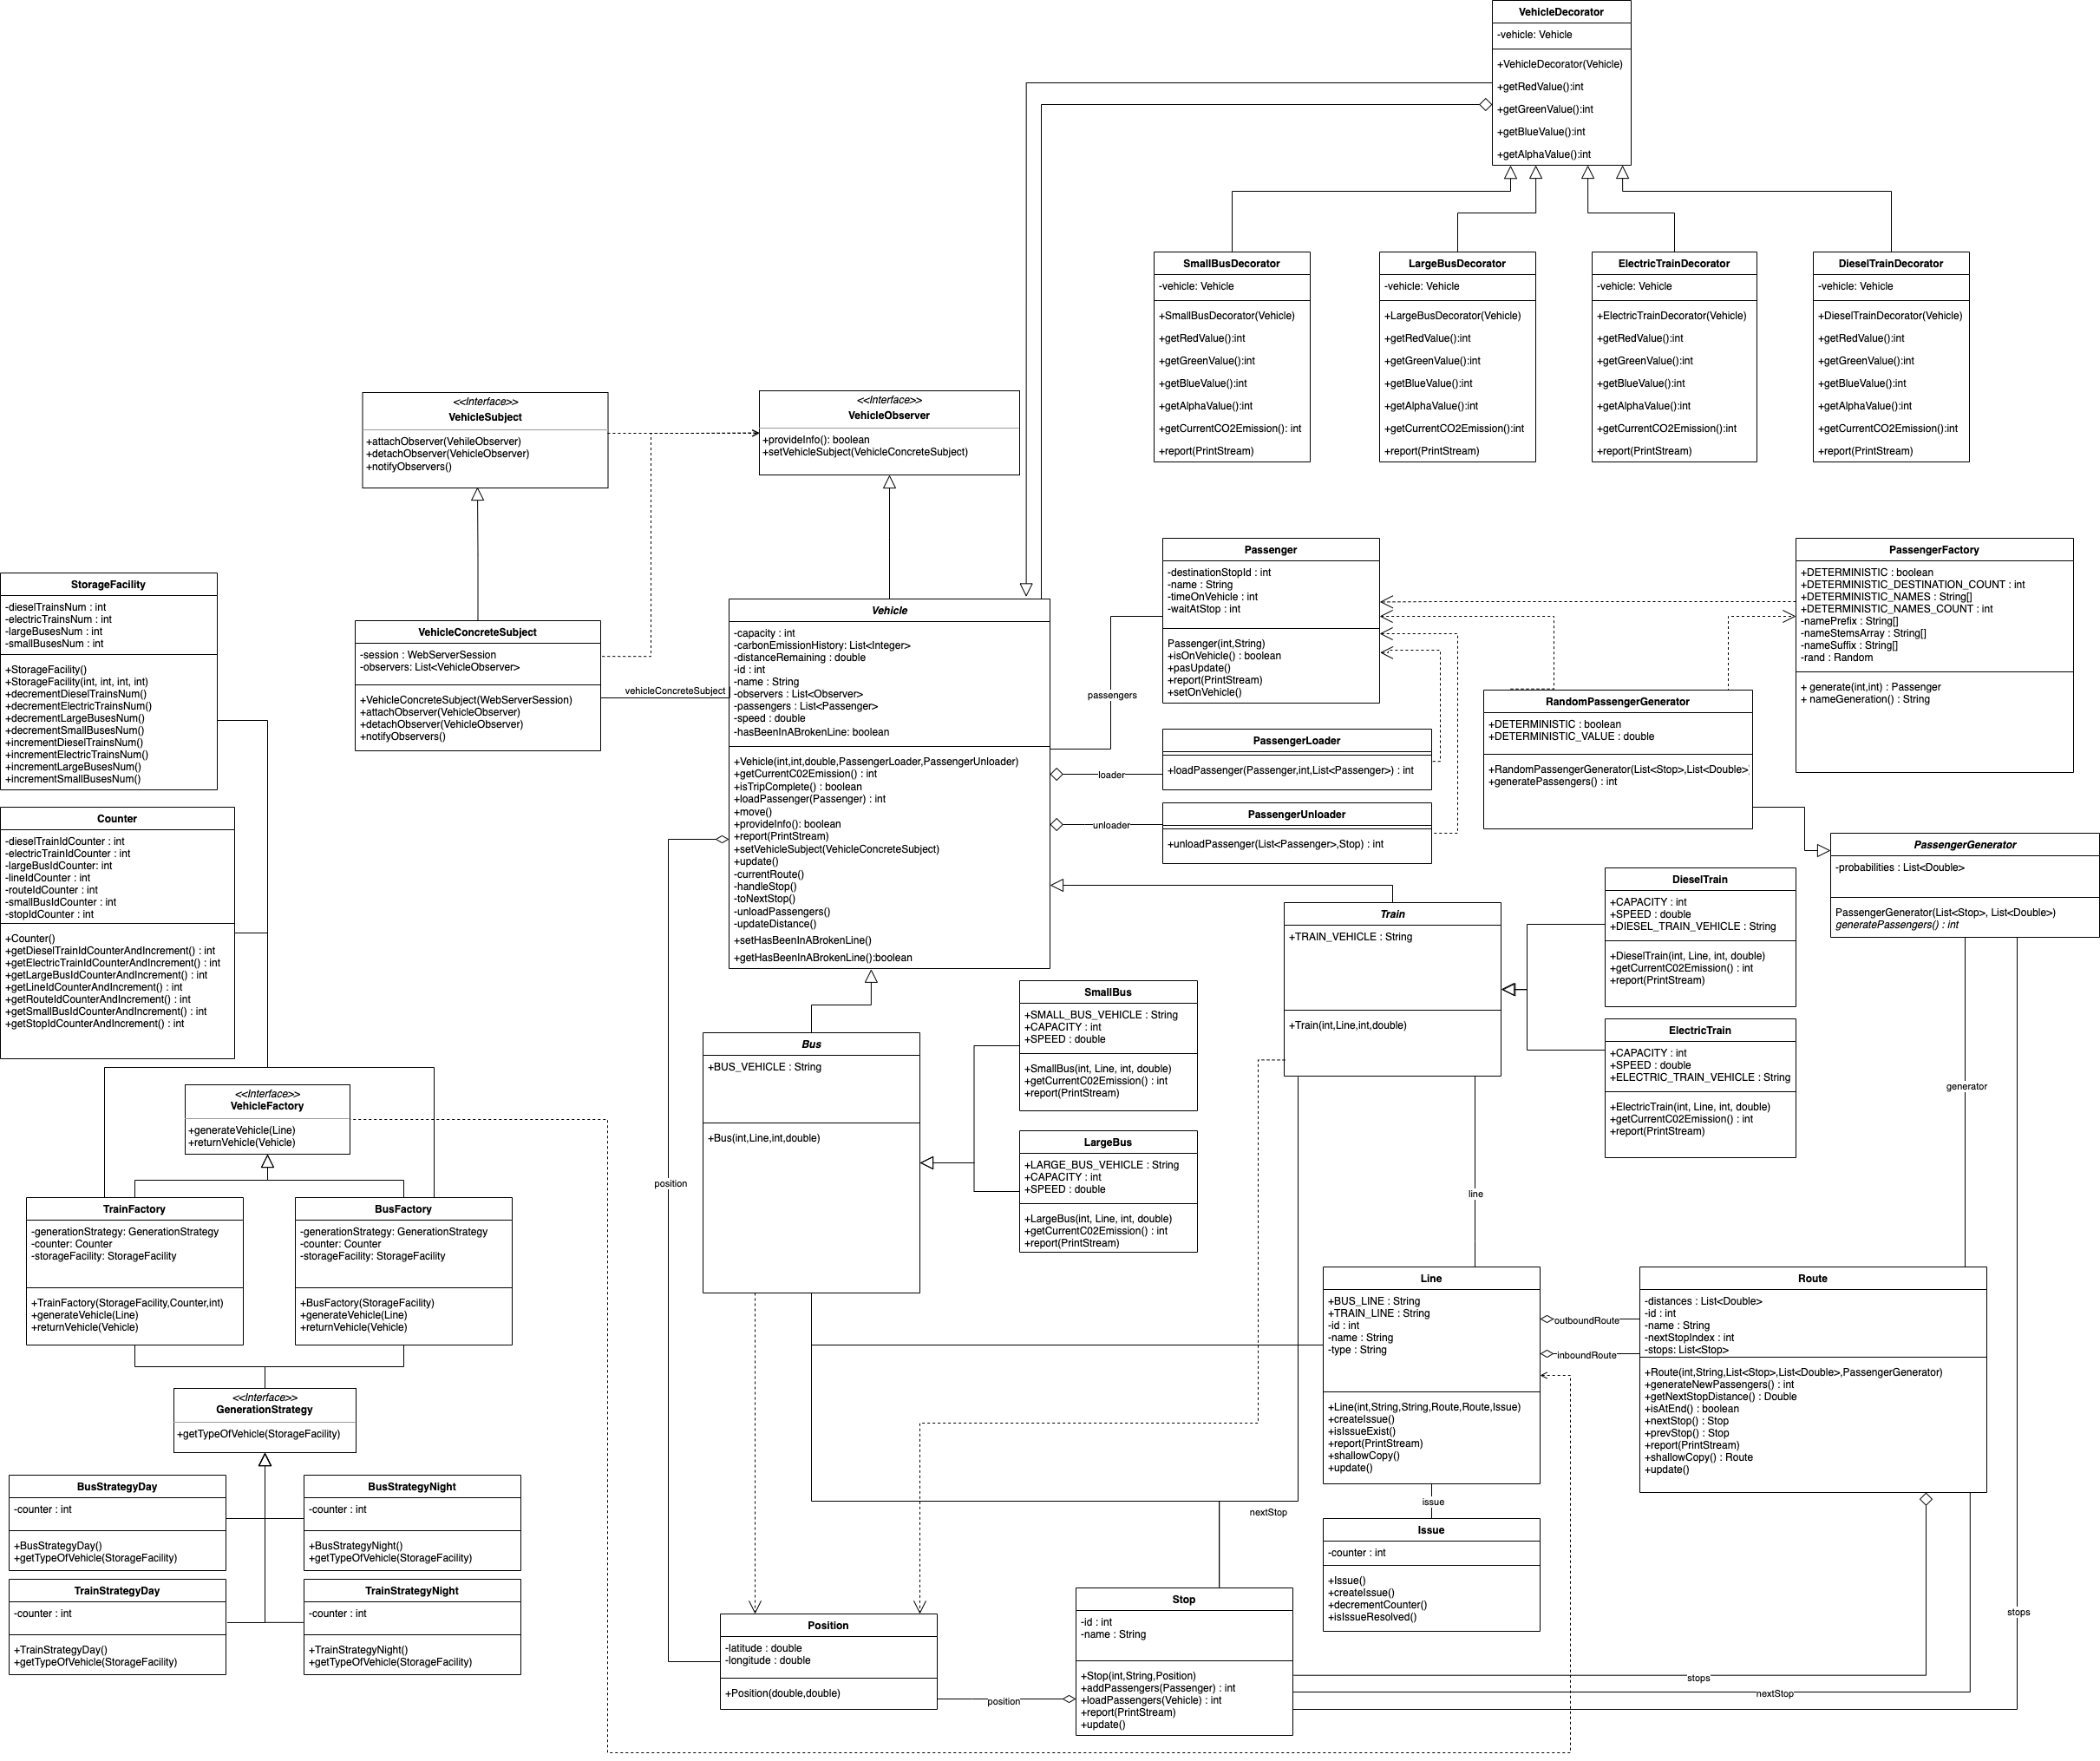 VehicleDecorator
-vehicle: Vehicle
+VehicleDecorator(Vehicle)
+getRedValue():int
+getGreenValue():int
+getBlueValue():int
+getAlphaValue():int
SmallBusDecorator
-vehicle: Vehicle
+SmallBusDecorator(Vehicle)
+getRedValue():int
+getGreenValue():int
+getBlueValue():int
+getAlphaValue():int
+getCurrentCO2Emission(): int
+report(PrintStream)
LargeBusDecorator
-vehicle: Vehicle
+LargeBusDecorator(Vehicle)
+getRedValue():int
+getGreenValue():int
+getBlueValue():int
+getAlphaValue():int
+getCurrentCO2Emission():int
+report(PrintStream)
ElectricTrainDecorator
-vehicle: Vehicle
+ElectricTrainDecorator(Vehicle)
+getRedValue():int
+getGreenValue():int
+getBlueValue():int
+getAlphaValue():int
+getCurrentCO2Emission():int
+report(PrintStream)
DieselTrainDecorator
-vehicle: Vehicle
+DieselTrainDecorator(Vehicle)
+getRedValue():int
+getGreenValue():int
+getBlueValue():int
+getAlphaValue():int
+getCurrentCO2Emission():int
+report(PrintStream)
<<Interface>>
VehicleSubject
+attachObserver(VehileObserver)
+detachObserver(VehicleObserver)
+notifyObservers()
<<Interface>>
VehicleObserver
+provideInfo(): boolean
+setVehicleSubject(VehicleConcreteSubject)
StorageFacility
-dieselTrainsNum : int
-electricTrainsNum : int
-largeBusesNum : int
-smallBusesNum : int
+StorageFacility()
+StorageFacility(int, int, int, int)
+decrementDieselTrainsNum()
+decrementElectricTrainsNum()
+decrementLargeBusesNum()
+decrementSmallBusesNum()
+incrementDieselTrainsNum()
+incrementElectricTrainsNum()
+incrementLargeBusesNum()
+incrementSmallBusesNum()
VehicleConcreteSubject
-session : WebServerSession
-observers: List<VehicleObserver>
+VehicleConcreteSubject(WebServerSession)
+attachObserver(VehicleObserver)
+detachObserver(VehicleObserver)
+notifyObservers()
vehicleConcreteSubject
Vehicle
-capacity : int
-carbonEmissionHistory: List<Integer>
-distanceRemaining : double
-id : int
-name : String
-observers : List<Observer>
-passengers : List<Passenger>
-speed : double
-hasBeenInABrokenLine: boolean
+Vehicle(int,int,double,PassengerLoader,PassengerUnloader)
+getCurrentC02Emission() : int
+isTripComplete() : boolean
+loadPassenger(Passenger) : int
+move()
+provideInfo(): boolean
+report(PrintStream)
+setVehicleSubject(VehicleConcreteSubject)
+update()
-currentRoute()
-handleStop()
-toNextStop()
-unloadPassengers()
-updateDistance()
+setHasBeenInABrokenLine()
+getHasBeenInABrokenLine():boolean
passengers
loader
unloader
Passenger
-destinationStopId : int
-name : String
-timeOnVehicle : int
-waitAtStop : int
Passenger(int,String)
+isOnVehicle() : boolean
+pasUpdate()
+report(PrintStream)
+setOnVehicle()
PassengerLoader
+loadPassenger(Passenger,int,List<Passenger>) : int
PassengerUnloader
+unloadPassenger(List<Passenger>,Stop) : int
PassengerFactory
+DETERMINISTIC : boolean
+DETERMINISTIC_DESTINATION_COUNT : int
+DETERMINISTIC_NAMES : String[]
+DETERMINISTIC_NAMES_COUNT : int
-namePrefix : String[]
-nameStemsArray : String[]
-nameSuffix : String[]
-rand : Random
+ generate(int,int) : Passenger
+ nameGeneration() : String
RandomPassengerGenerator
+DETERMINISTIC : boolean
+DETERMINISTIC_VALUE : double
+RandomPassengerGenerator(List<Stop>,List<Double>)
+generatePassengers() : int
PassengerGenerator
-probabilities : List<Double>
PassengerGenerator(List<Stop>, List<Double>)
generatePassengers() : int
Counter
-dieselTrainIdCounter : int
-electricTrainIdCounter : int
-largeBusIdCounter: int
-lineIdCounter : int
-routeIdCounter : int
-smallBusIdCounter : int
-stopIdCounter : int
+Counter()
+getDieselTrainIdCounterAndIncrement() : int
+getElectricTrainIdCounterAndIncrement() : int
+getLargeBusIdCounterAndIncrement() : int
+getLineIdCounterAndIncrement() : int
+getRouteIdCounterAndIncrement() : int
+getSmallBusIdCounterAndIncrement() : int
+getStopIdCounterAndIncrement() : int
Train
+TRAIN_VEHICLE : String
+Train(int,Line,int,double)
DieselTrain
+CAPACITY : int
+SPEED : double
+DIESEL_TRAIN_VEHICLE : String
+DieselTrain(int, Line, int, double)
+getCurrentC02Emission() : int
+report(PrintStream)
ElectricTrain
+CAPACITY : int
+SPEED : double
+ELECTRIC_TRAIN_VEHICLE : String
+ElectricTrain(int, Line, int, double)
+getCurrentC02Emission() : int
+report(PrintStream)
generator
Bus
+BUS_VEHICLE : String
+Bus(int,Line,int,double)
SmallBus
+SMALL_BUS_VEHICLE : String
+CAPACITY : int
+SPEED : double
+SmallBus(int, Line, int, double)
+getCurrentC02Emission() : int
+report(PrintStream)
LargeBus
+LARGE_BUS_VEHICLE : String
+CAPACITY : int
+SPEED : double
+LargeBus(int, Line, int, double)
+getCurrentC02Emission() : int
+report(PrintStream)
<<Interface>>
VehicleFactory
+generateVehicle(Line)
+returnVehicle(Vehicle)
TrainFactory
-generationStrategy: GenerationStrategy
-counter: Counter
-storageFacility: StorageFacility
+TrainFactory(StorageFacility,Counter,int)
+generateVehicle(Line)
+returnVehicle(Vehicle)
BusFactory
-generationStrategy: GenerationStrategy
-counter: Counter
-storageFacility: StorageFacility
+BusFactory(StorageFacility)
+generateVehicle(Line)
+returnVehicle(Vehicle)
position
line
Line
+BUS_LINE : String
+TRAIN_LINE : String
-id : int
-name : String
-type : String
+Line(int,String,String,Route,Route,Issue)
+createIssue()
+isIssueExist()
+report(PrintStream)
+shallowCopy()
+update()
outboundRoute
inboundRoute
Route
-distances : List<Double>
-id : int
-name : String
-nextStopIndex : int
-stops: List<Stop>
+Route(int,String,List<Stop>,List<Double>,PassengerGenerator)
+generateNewPassengers() : int
+getNextStopDistance() : Double
+isAtEnd() : boolean
+nextStop() : Stop
+prevStop() : Stop
+report(PrintStream)
+shallowCopy() : Route
+update()
<<Interface>>
GenerationStrategy
+getTypeOfVehicle(StorageFacility)
BusStrategyDay
-counter : int
+BusStrategyDay()
+getTypeOfVehicle(StorageFacility)
BusStrategyNight
-counter : int
+BusStrategyNight()
+getTypeOfVehicle(StorageFacility)
TrainStrategyDay
-counter : int
+TrainStrategyDay()
+getTypeOfVehicle(StorageFacility)
TrainStrategyNight
-counter : int
+TrainStrategyNight()
+getTypeOfVehicle(StorageFacility)
issue
nextStop
Issue
-counter : int
+Issue()
+createIssue()
+decrementCounter()
+isIssueResolved()
Position
-latitude : double
-longitude : double
+Position(double,double)
position
Stop
-id : int
-name : String
+Stop(int,String,Position)
+addPassengers(Passenger) : int
+loadPassengers(Vehicle) : int
+report(PrintStream)
+update()
stops
stops
nextStop